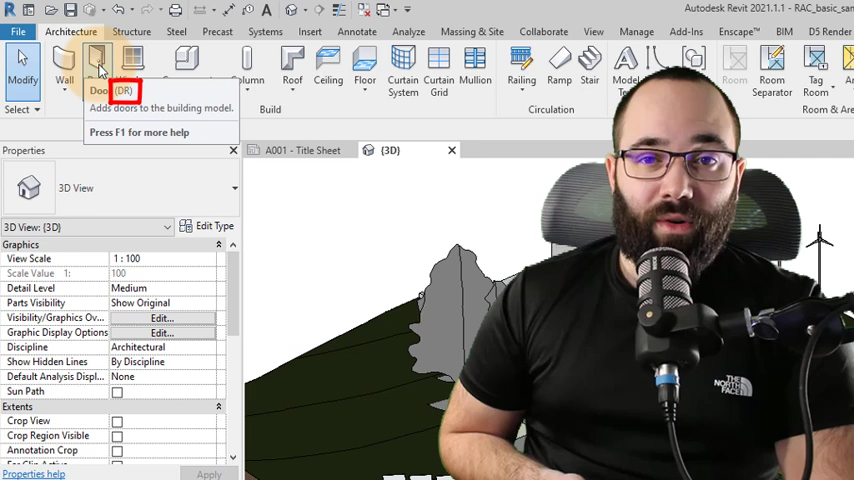 Autodesk Revit 2021.1.1 - RAC_basic_sa
File Architecture Structure Steel Precast Systems Insert Annotate Analyze Massing & Site Collaborate View Manage Add-Ins Enscape™ BIM D5 Render
Modify Wall Column Roof Ceiling Floor Curtain System Curtain Grid Mullion Railing Ramp Stair Model Room Room Separator Tag Room
Select Build Circulation Room & Area
Door (DR)
Adds doors to the building model.
Press F1 for more help
Properties
A001 - Title Sheet
{3D}
3D View
3D View: {3D}
Edit Type
Graphics
View Scale 1 : 100
Scale Value 1: 100
Detail Level Medium
Parts Visibility Show Original
Visibility/Graphics Ov... Edit...
Graphic Display Options Edit...
Discipline Architectural
Show Hidden Lines By Discipline
Default Analysis Displ... None
Sun Path
Extents
Crop View
Crop Region Visible
Annotation Crop
Properties help
Apply
THE
NORTH
FACE